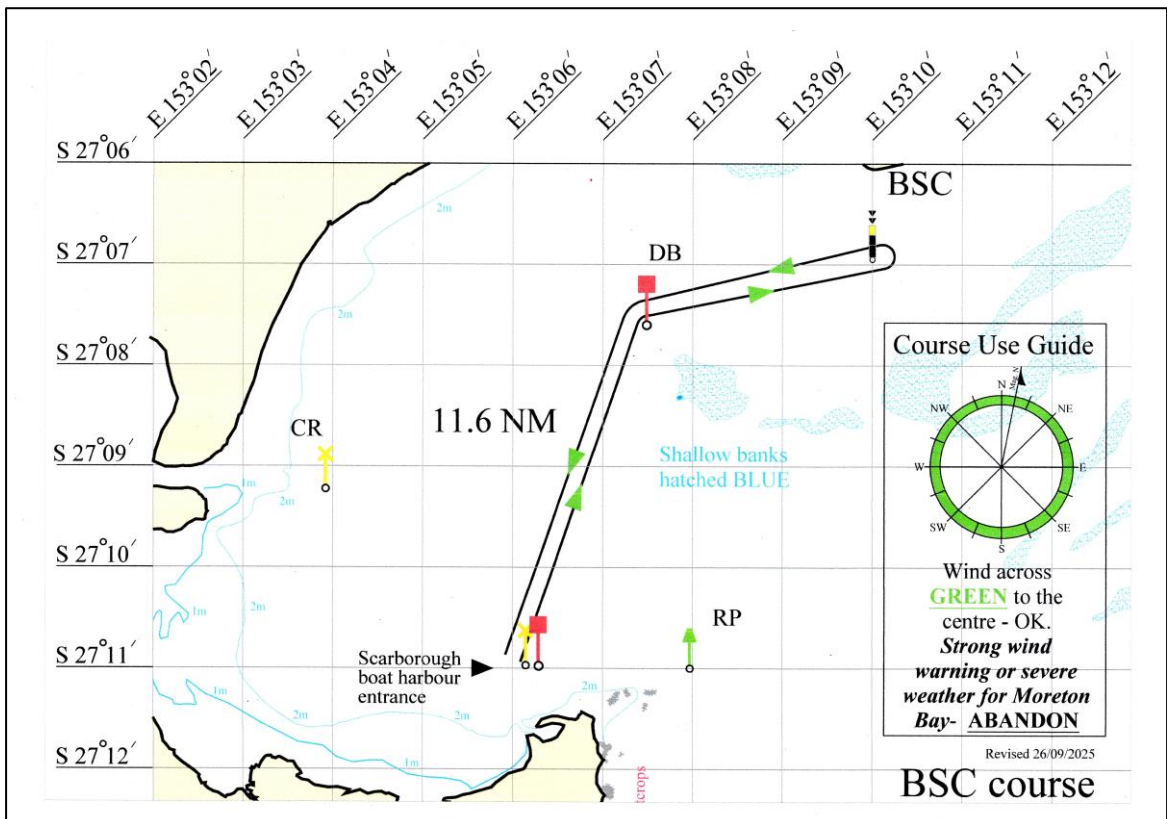 E 153°02′
E 153°03′
E 153°04′
E 153°05′
E 153°06′
E 153°07′
E 153°08′
E 153°09′
E 153°10′
E 153°11′
E 153°12′
S 27°06′
BSC
DB
2m
S 27°07′
2m
S 27°08′
Course Use Guide
Mag. N
N
NW
NE
W
E
SW
SE
S
11.6 NM
CR
S 27°09′
Shallow banks
hatched BLUE
1m
2m
S 27°10′
1m
2m
Wind across
GREEN to the
centre - OK.
Strong wind
warning or severe
weather for Moreton
Bay- ABANDON
RP
S 27°11′
Scarborough
boat harbour
entrance
1m
2m
2m
2m
1m
S 27°12′
tcrops
Revised 26/09/2025
BSC course